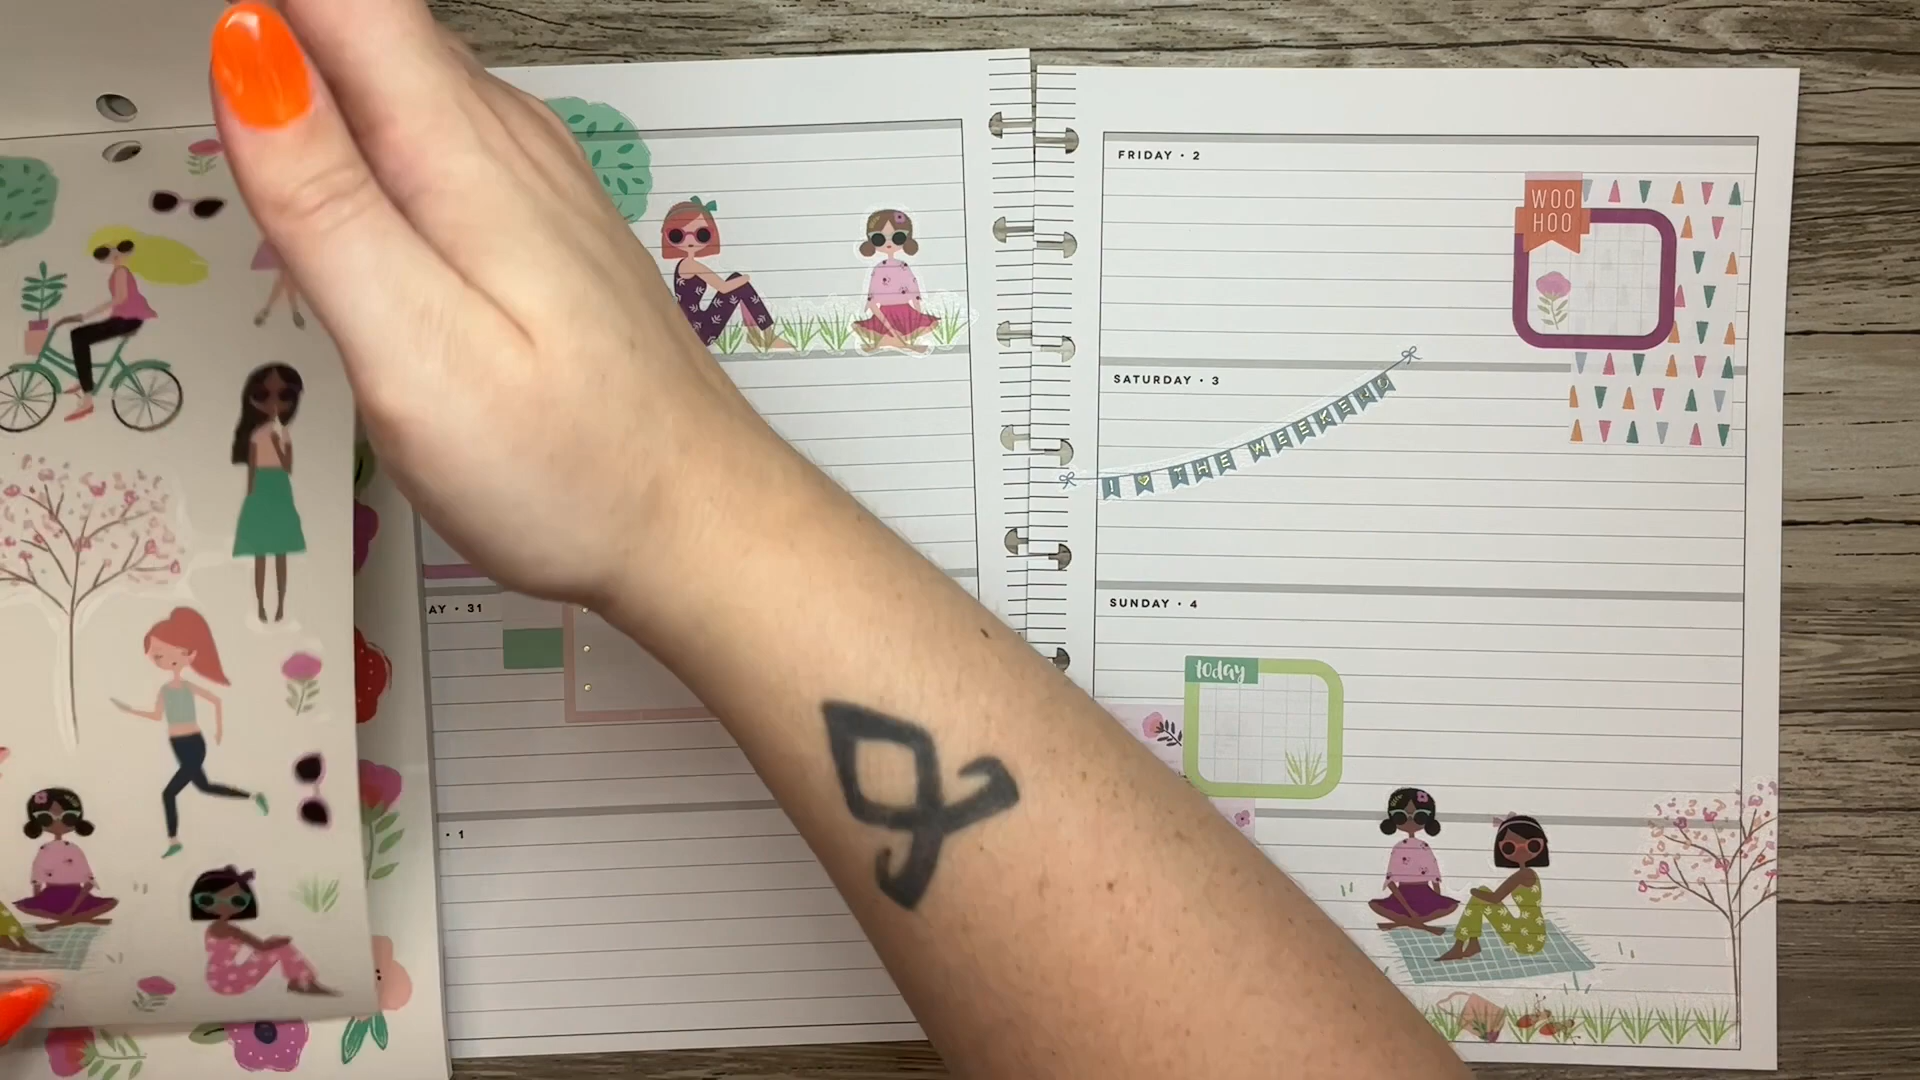 FRIDAY • 2
WOO
HOO
SATURDAY • 3
I THE WEEKEND
AY • 31
SUNDAY • 4
today
• 1